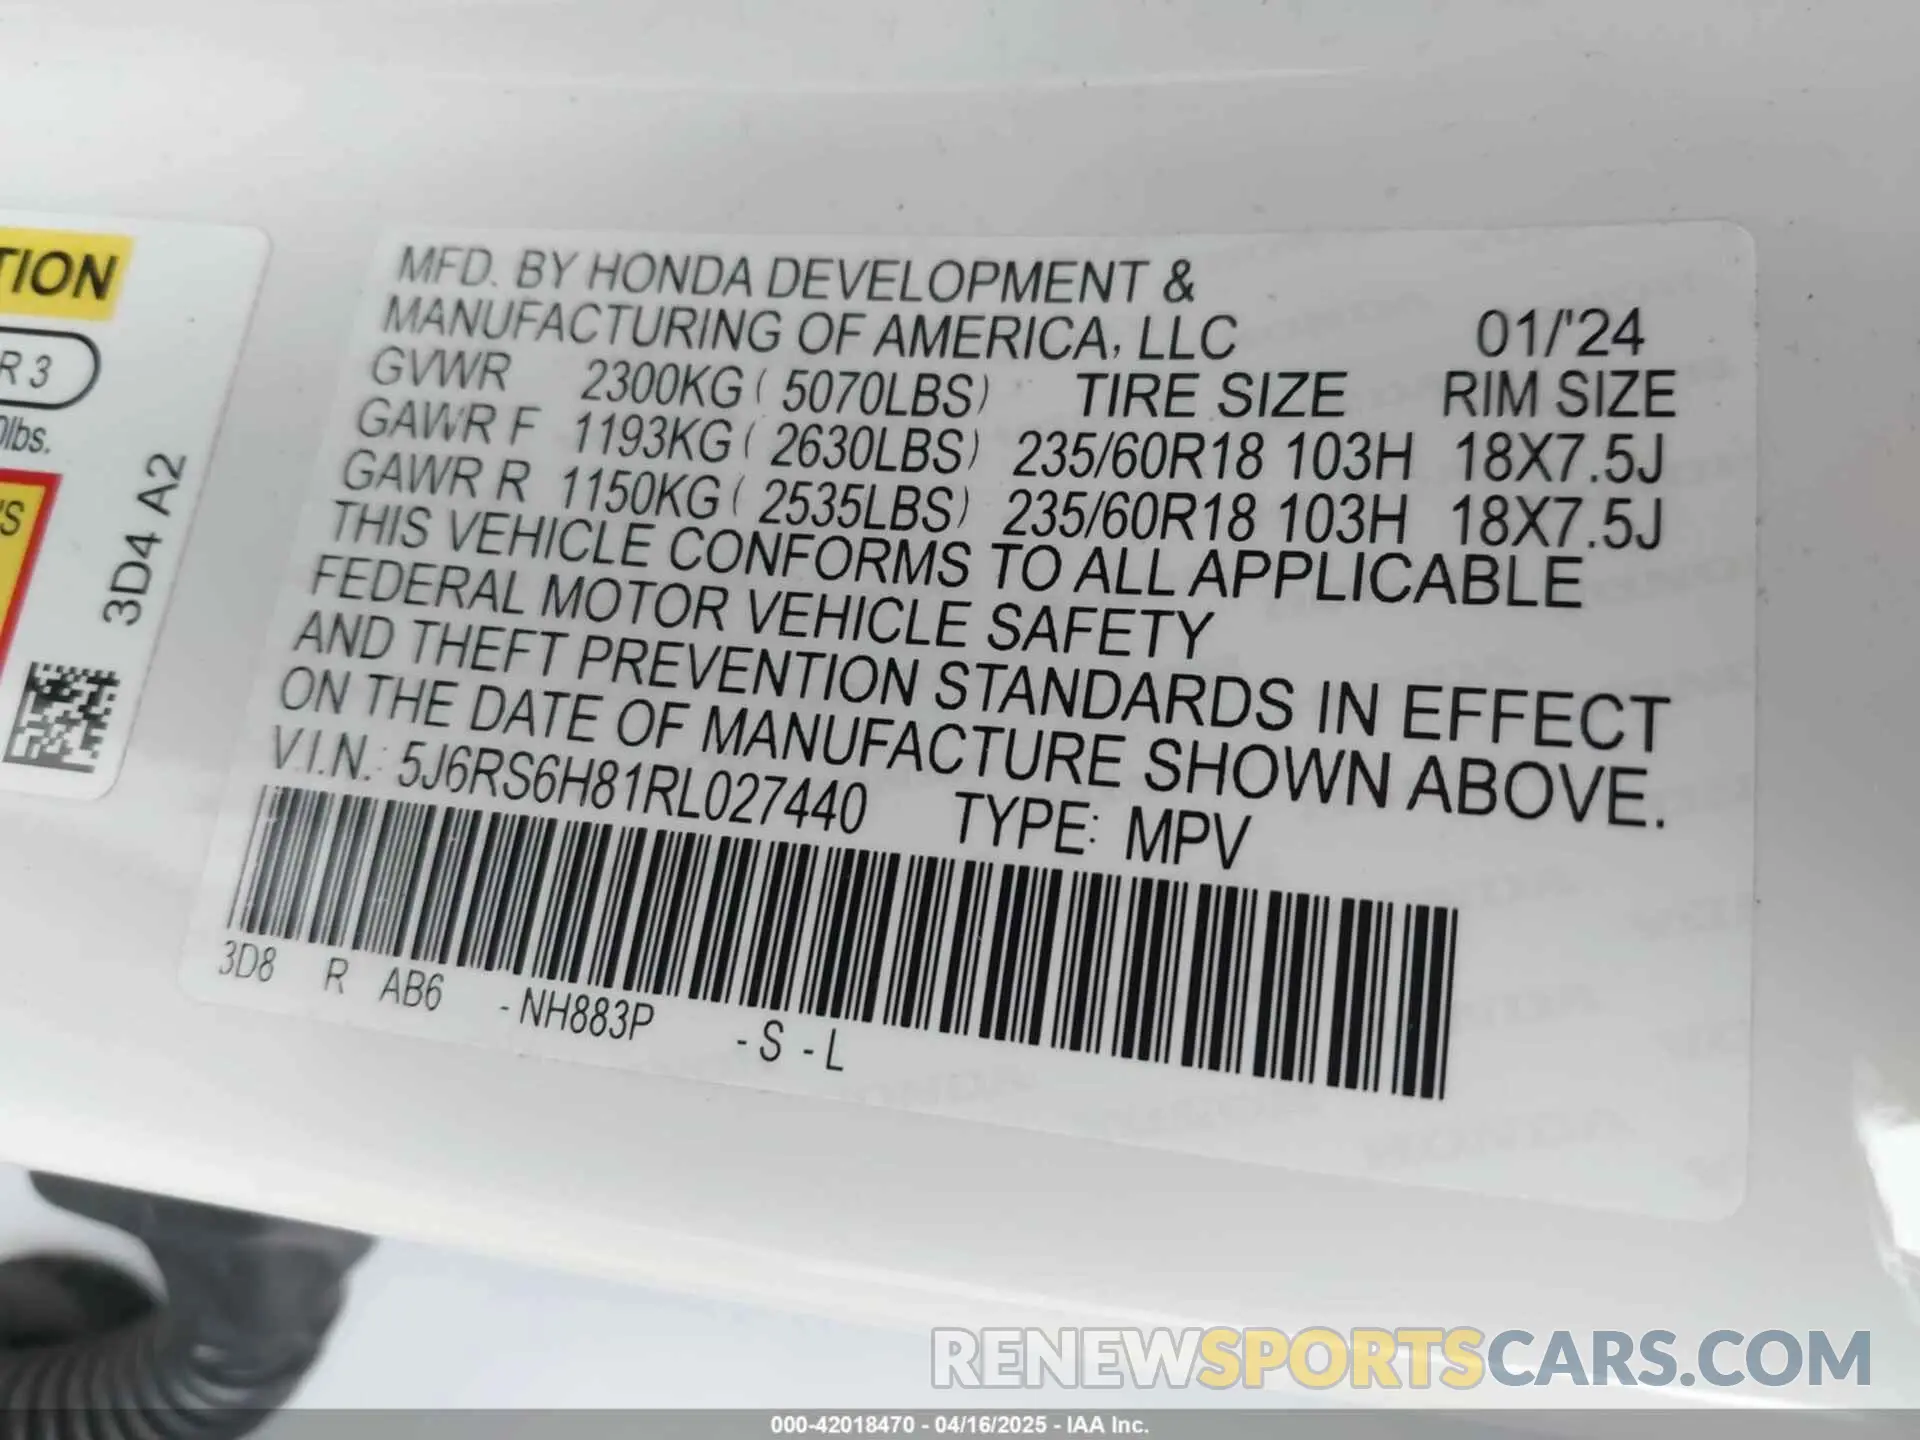 TION
R 3
lbs.
'S
3D4 A2
MFD. BY HONDA DEVELOPMENT &
MANUFACTURING OF AMERICA, LLC 01/'24
GVWR 2300KG ( 5070LBS) TIRE SIZE RIM SIZE
GAWR F 1193KG ( 2630LBS) 235/60R18 103H 18X7.5J
GAWR R 1150KG ( 2535LBS) 235/60R18 103H 18X7.5J
THIS VEHICLE CONFORMS TO ALL APPLICABLE
FEDERAL MOTOR VEHICLE SAFETY
AND THEFT PREVENTION STANDARDS IN EFFECT
ON THE DATE OF MANUFACTURE SHOWN ABOVE.
V.I.N.: 5J6RS6H81RL027440 TYPE: MPV
3D8 R AB6 -NH883P -S -L
RENEWSPORTSCARS.COM
000-42018470 - 04/16/2025 - IAA Inc.